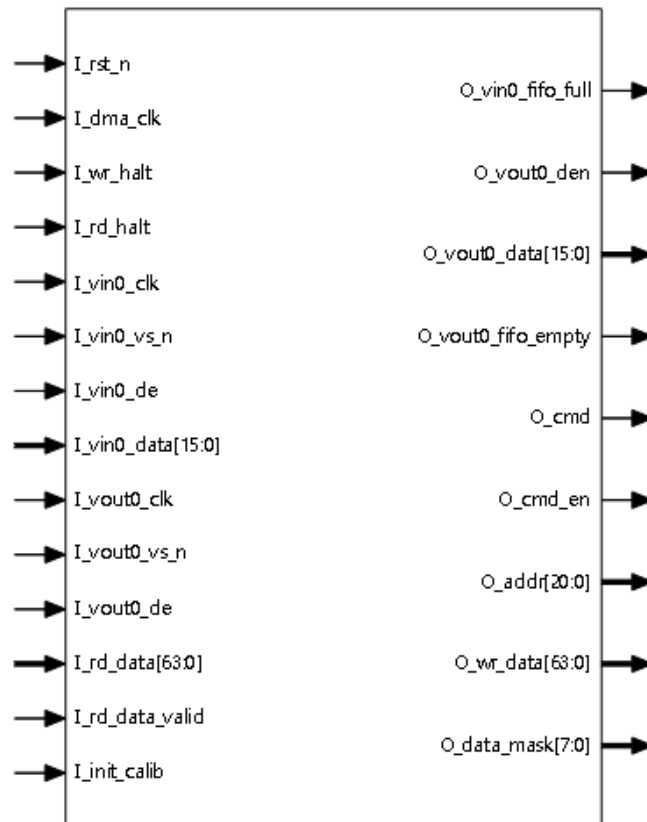 I_rst_n
I_dma_clk
I_wr_halt
I_rd_halt
I_vin0_clk
I_vin0_vs_n
I_vin0_de
I_vin0_data[15:0]
I_vout0_clk
I_vout0_vs_n
I_vout0_de
I_rd_data[63:0]
I_rd_data_valid
I_init_calib
O_vin0_fifo_full
O_vout0_den
O_vout0_data[15:0]
O_vout0_fifo_empty
O_cmd
O_cmd_en
O_addr[20:0]
O_wr_data[63:0]
O_data_mask[7:0]